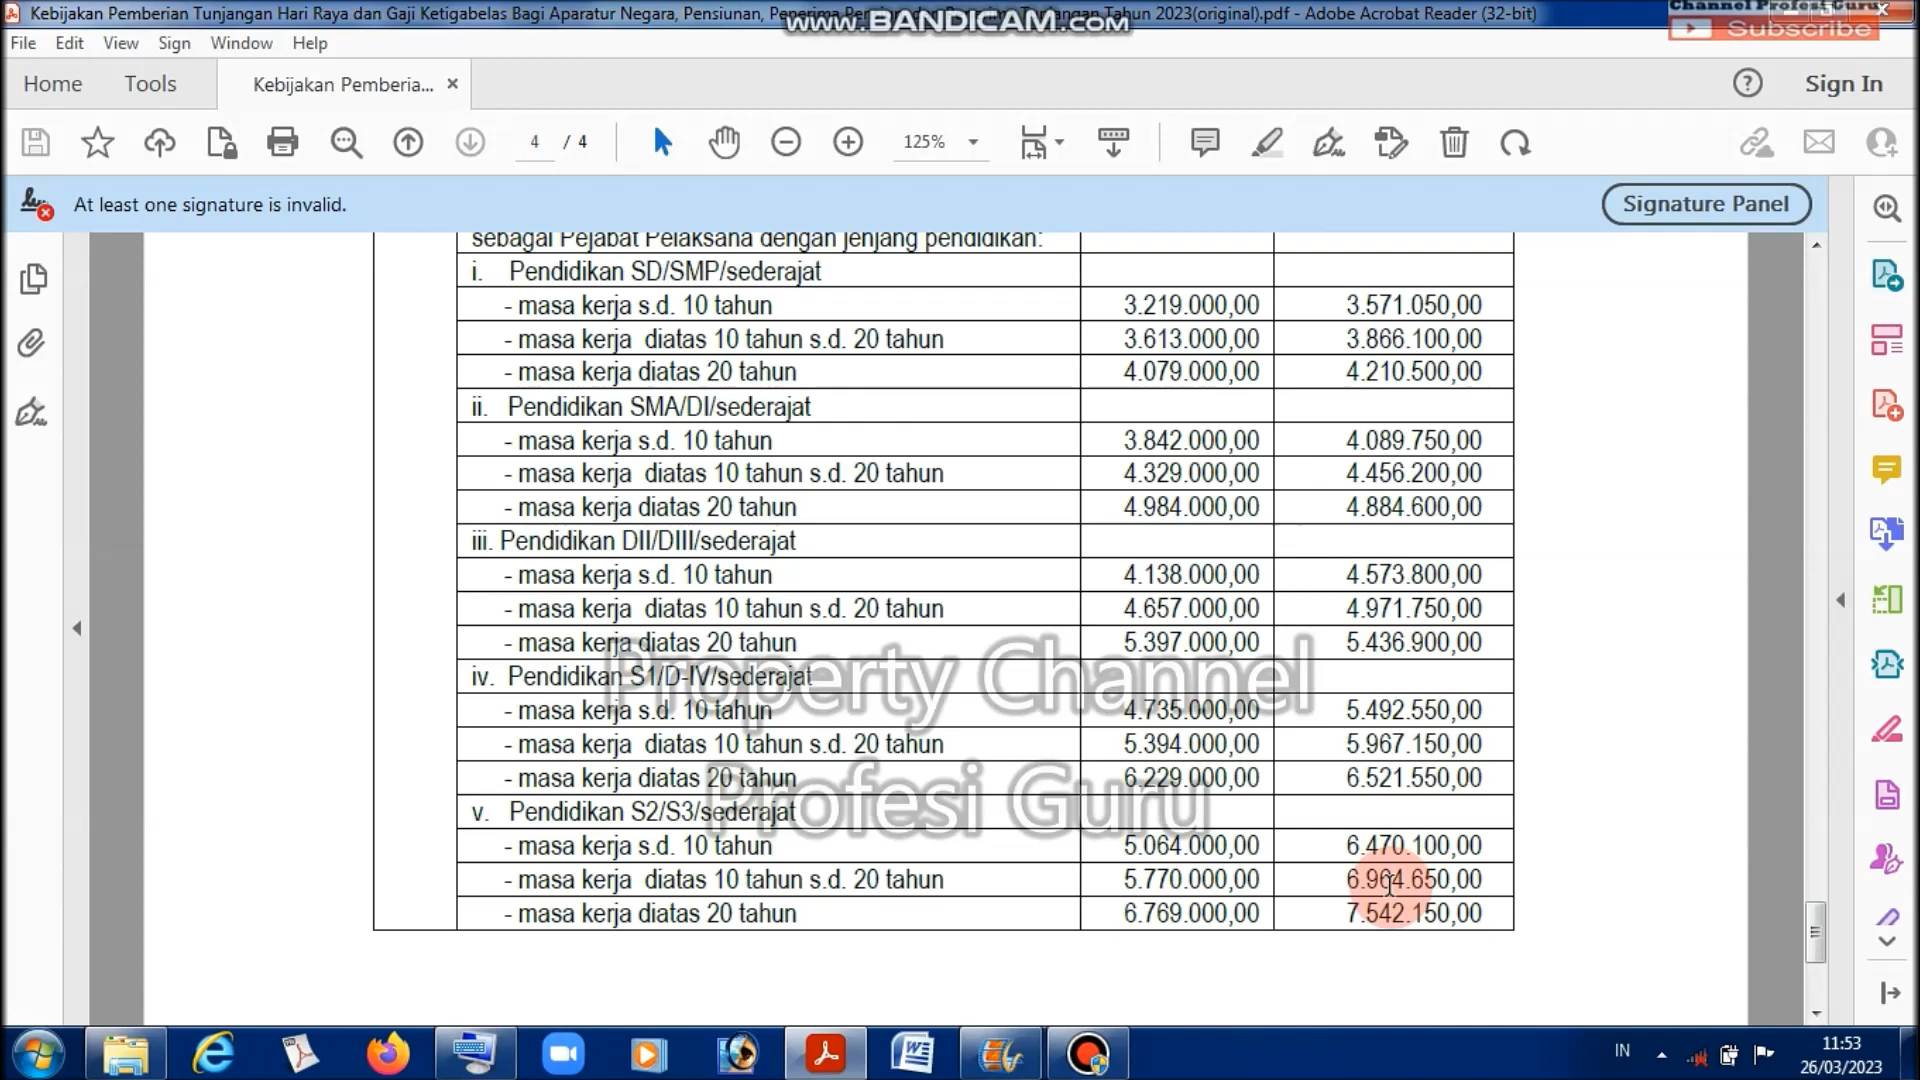 Kebijakan Pemberian Tunjangan Hari Raya dan Gaji Ketigabelas Bagi Aparatur Negara, Pensiunan, Penerima Tahun 2023(original).pdf - Adobe Acrobat Reader (32-bit)
www.BANDICAM.com
Channel Profesi Guru
Subscribe
File Edit View Sign Window Help
Home Tools Kebijakan Pemberia... × Sign In
4 / 4 125%
At least one signature is invalid. Signature Panel
sebagai Pejabat Pelaksana dengan jenjang pendidikan:
i. Pendidikan SD/SMP/sederajat
- masa kerja s.d. 10 tahun 3.219.000,00 3.571.050,00
- masa kerja diatas 10 tahun s.d. 20 tahun 3.613.000,00 3.866.100,00
- masa kerja diatas 20 tahun 4.079.000,00 4.210.500,00
ii. Pendidikan SMA/DI/sederajat
- masa kerja s.d. 10 tahun 3.842.000,00 4.089.750,00
- masa kerja diatas 10 tahun s.d. 20 tahun 4.329.000,00 4.456.200,00
- masa kerja diatas 20 tahun 4.984.000,00 4.884.600,00
iii. Pendidikan DII/DIII/sederajat
- masa kerja s.d. 10 tahun 4.138.000,00 4.573.800,00
- masa kerja diatas 10 tahun s.d. 20 tahun 4.657.000,00 4.971.750,00
- masa kerja diatas 20 tahun 5.397.000,00 5.436.900,00
iv. Pendidikan S1/D-IV/sederajat
- masa kerja s.d. 10 tahun 4.735.000,00 5.492.550,00
- masa kerja diatas 10 tahun s.d. 20 tahun 5.394.000,00 5.967.150,00
- masa kerja diatas 20 tahun 6.229.000,00 6.521.550,00
v. Pendidikan S2/S3/sederajat
- masa kerja s.d. 10 tahun 5.064.000,00 6.470.100,00
- masa kerja diatas 10 tahun s.d. 20 tahun 5.770.000,00 6.964.650,00
- masa kerja diatas 20 tahun 6.769.000,00 7.542.150,00
Property Channel
Profesi Guru
IN 11:53
26/03/2023